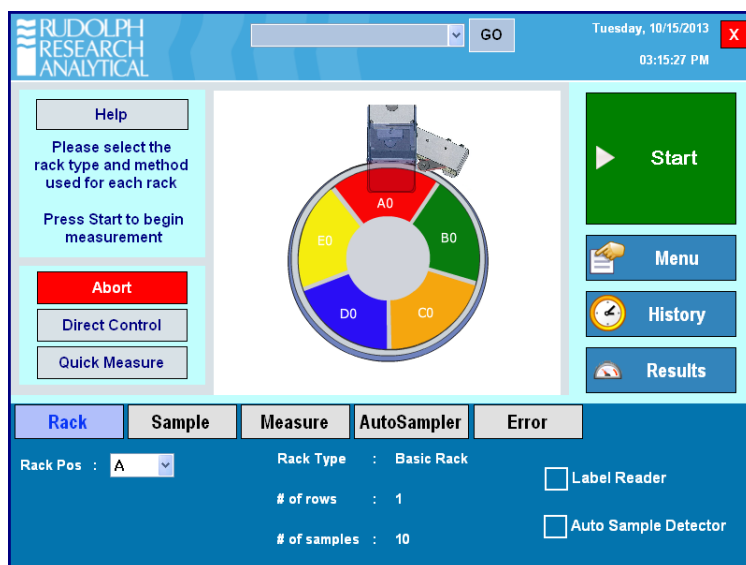 RUDOLPH
RESEARCH
ANALYTICAL
GO
Tuesday, 10/15/2013
03:15:27 PM
X
Help
Please select the
rack type and method
used for each rack
Press Start to begin
measurement
Abort
Direct Control
Quick Measure
A0
B0
C0
D0
E0
Start
Menu
History
Results
Rack Sample Measure AutoSampler Error
Rack Pos : A
Rack Type : Basic Rack
# of rows : 1
# of samples : 10
Label Reader
Auto Sample Detector